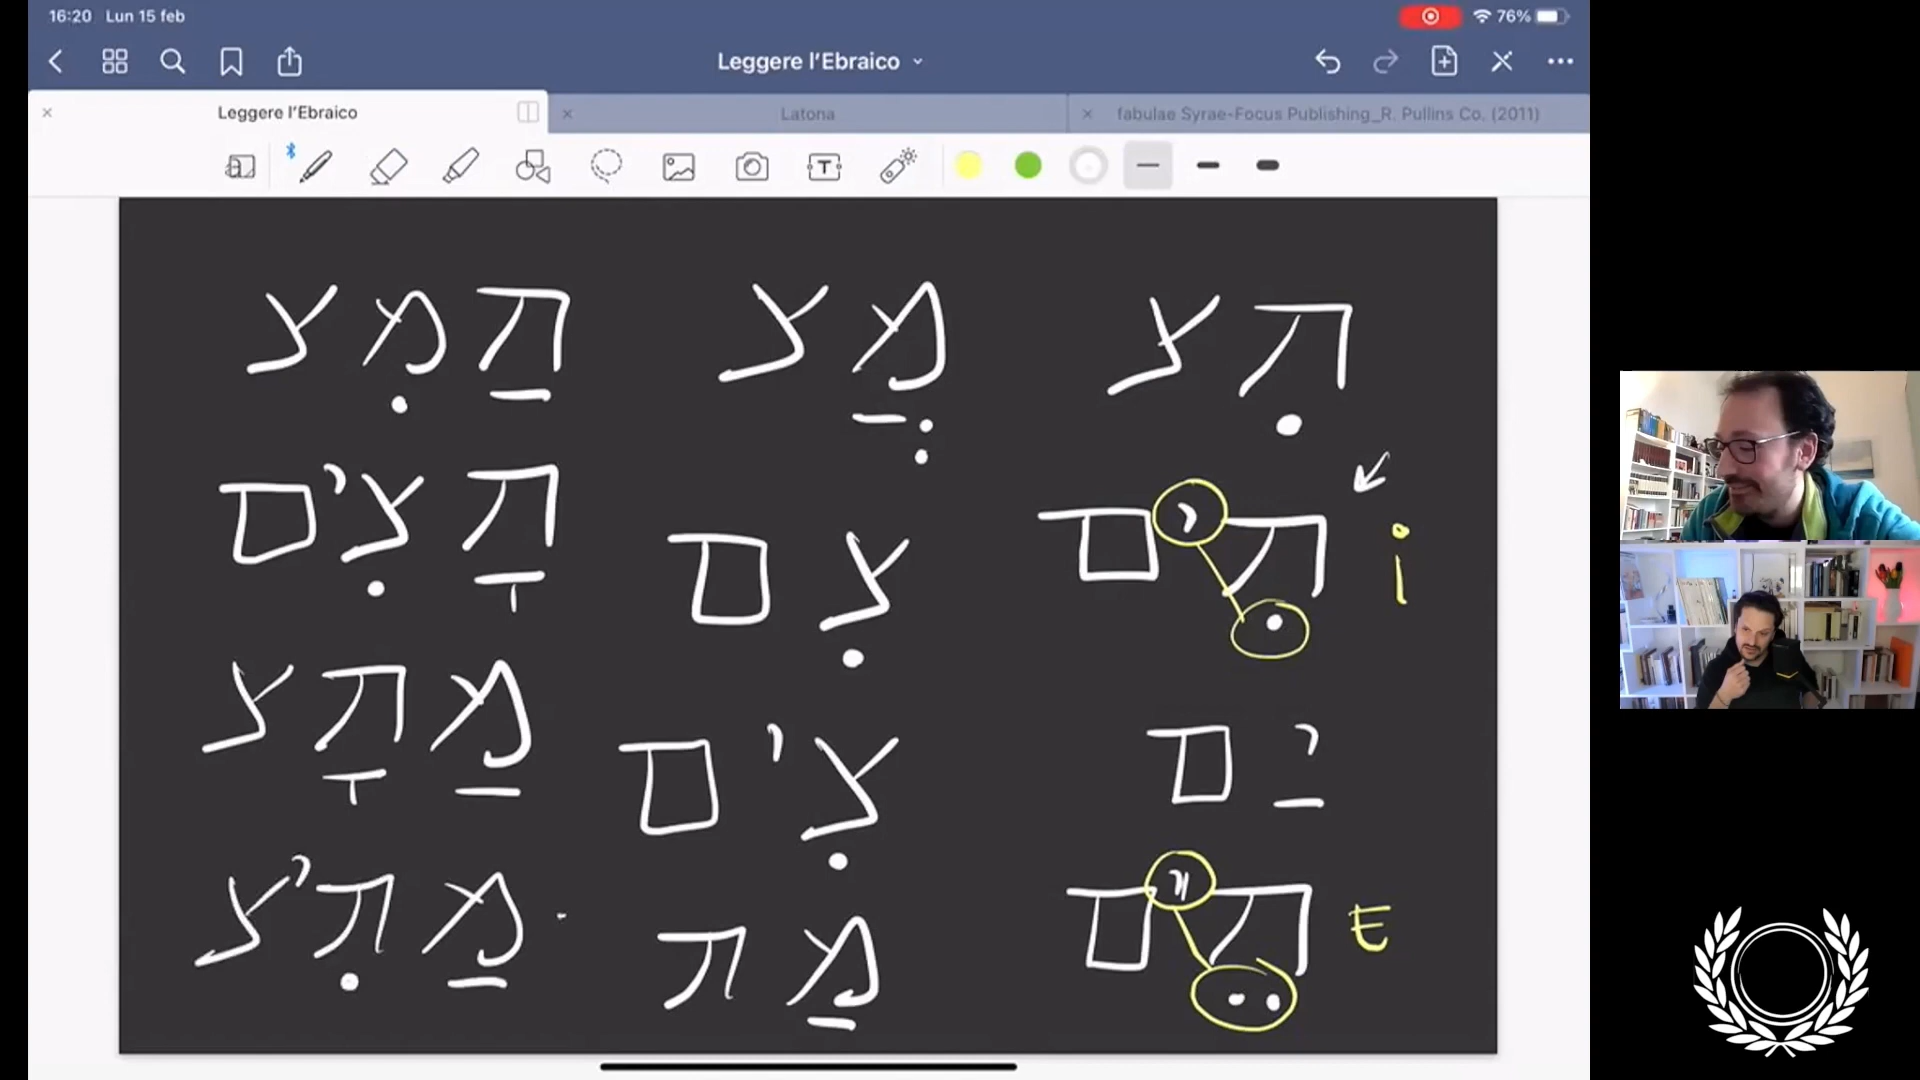 16:20 Lun 15 feb
76%
Leggere l'Ebraico
Leggere l'Ebraico
Latona
fabulae Syrae-Focus Publishing_R. Pullins Co. (2011)
תִצ
תִים i
יַם
תֵים E
מֲצ
צִם
צִים
מַת
תַמִצ
תָצִים
מַתָצ
מַתִיצ